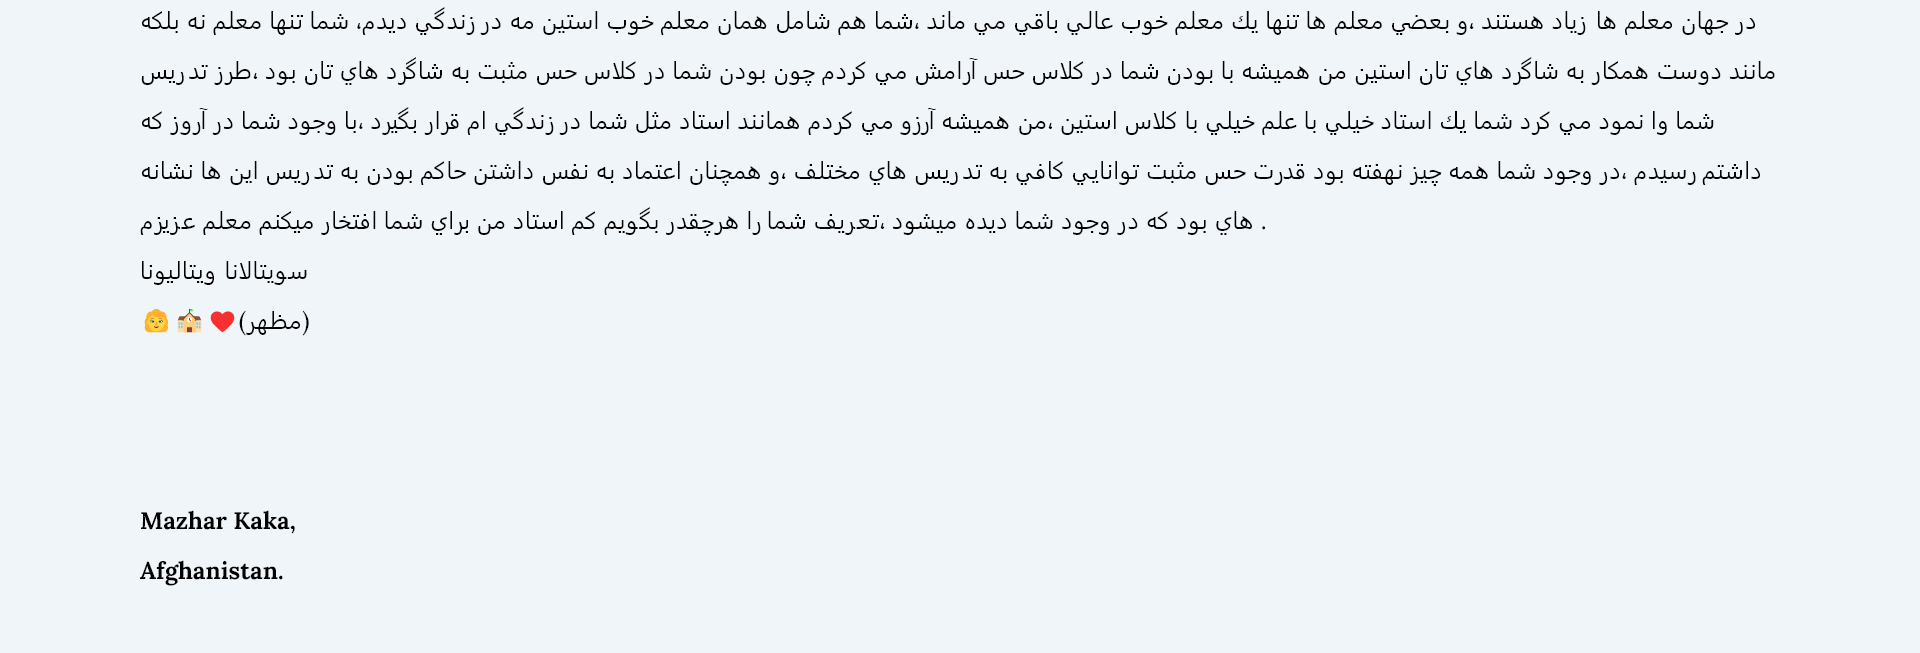 در جهان معلم ها زياد هستند ،و بعضي معلم ها تنها يك معلم خوب عالي باقي مي ماند ،شما هم شامل همان معلم خوب استين مه در زندگي ديدم، شما تنها معلم نه بلكه
مانند دوست همكار به شاگرد هاي تان استين من هميشه با بودن شما در كلاس حس آرامش مي كردم چون بودن شما در كلاس حس مثبت به شاگرد هاي تان بود ،طرز تدريس
شما وا نمود مي كرد شما يك استاد خيلي با علم خيلي با كلاس استين ،من هميشه آرزو مي كردم همانند استاد مثل شما در زندگي ام قرار بگيرد ،با وجود شما در آروز كه
داشتم رسيدم ،در وجود شما همه چيز نهفته بود قدرت حس مثبت توانايي كافي به تدريس هاي مختلف ،و همچنان اعتماد به نفس داشتن حاكم بودن به تدريس اين ها نشانه
هاي بود كه در وجود شما ديده ميشود ،تعريف شما را هرچقدر بگويم كم استاد من براي شما افتخار ميكنم معلم عزيزم .
سويتالانا ويتاليونا
(مظهر)❤️🏫👩‍🦱
Mazhar Kaka,
Afghanistan.